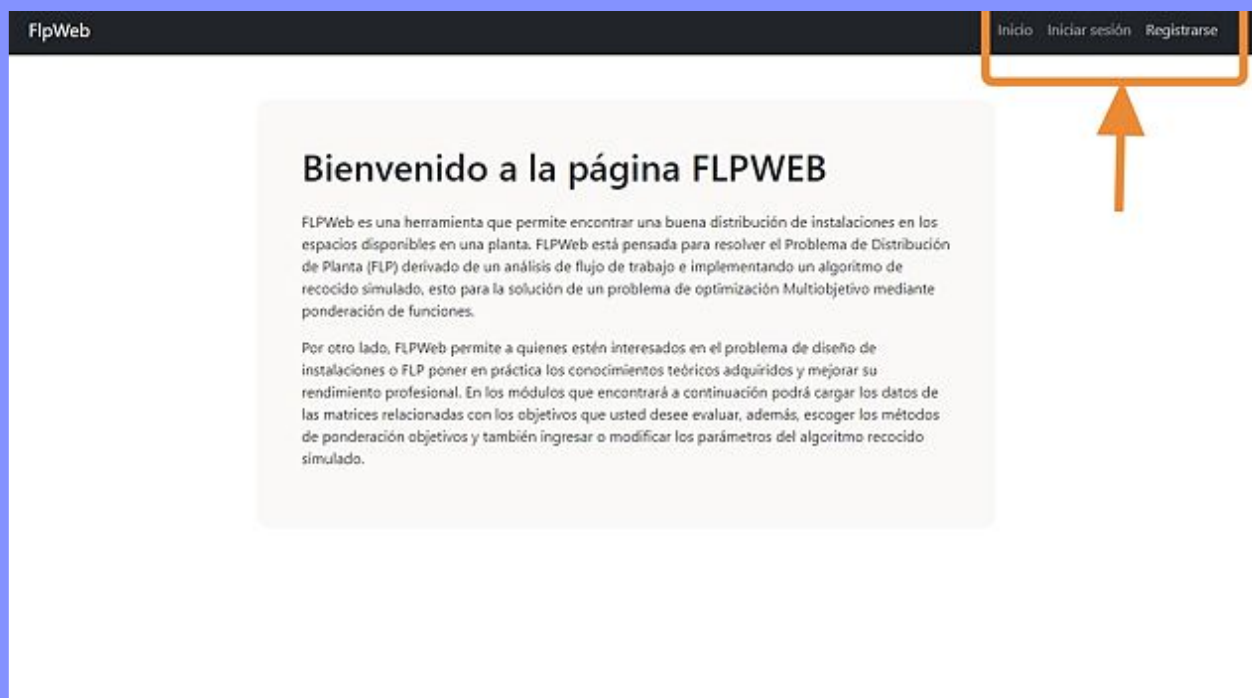 FlpWeb
Inicio Iniciar sesión Registrarse
Bienvenido a la página FLPWEB
FLPWeb es una herramienta que permite encontrar una buena distribución de instalaciones en los
espacios disponibles en una planta. FLPWeb está pensada para resolver el Problema de Distribución
de Planta (FLP) derivado de un análisis de flujo de trabajo e implementando un algoritmo de
recocido simulado, esto para la solución de un problema de optimización Multiobjetivo mediante
ponderación de funciones.
Por otro lado, FLPWeb permite a quienes estén interesados en el problema de diseño de
instalaciones o FLP poner en práctica los conocimientos teóricos adquiridos y mejorar su
rendimiento profesional. En los módulos que encontrará a continuación podrá cargar los datos de
las matrices relacionadas con los objetivos que usted desee evaluar, además, escoger los métodos
de ponderación objetivos y también ingresar o modificar los parámetros del algoritmo recocido
simulado.